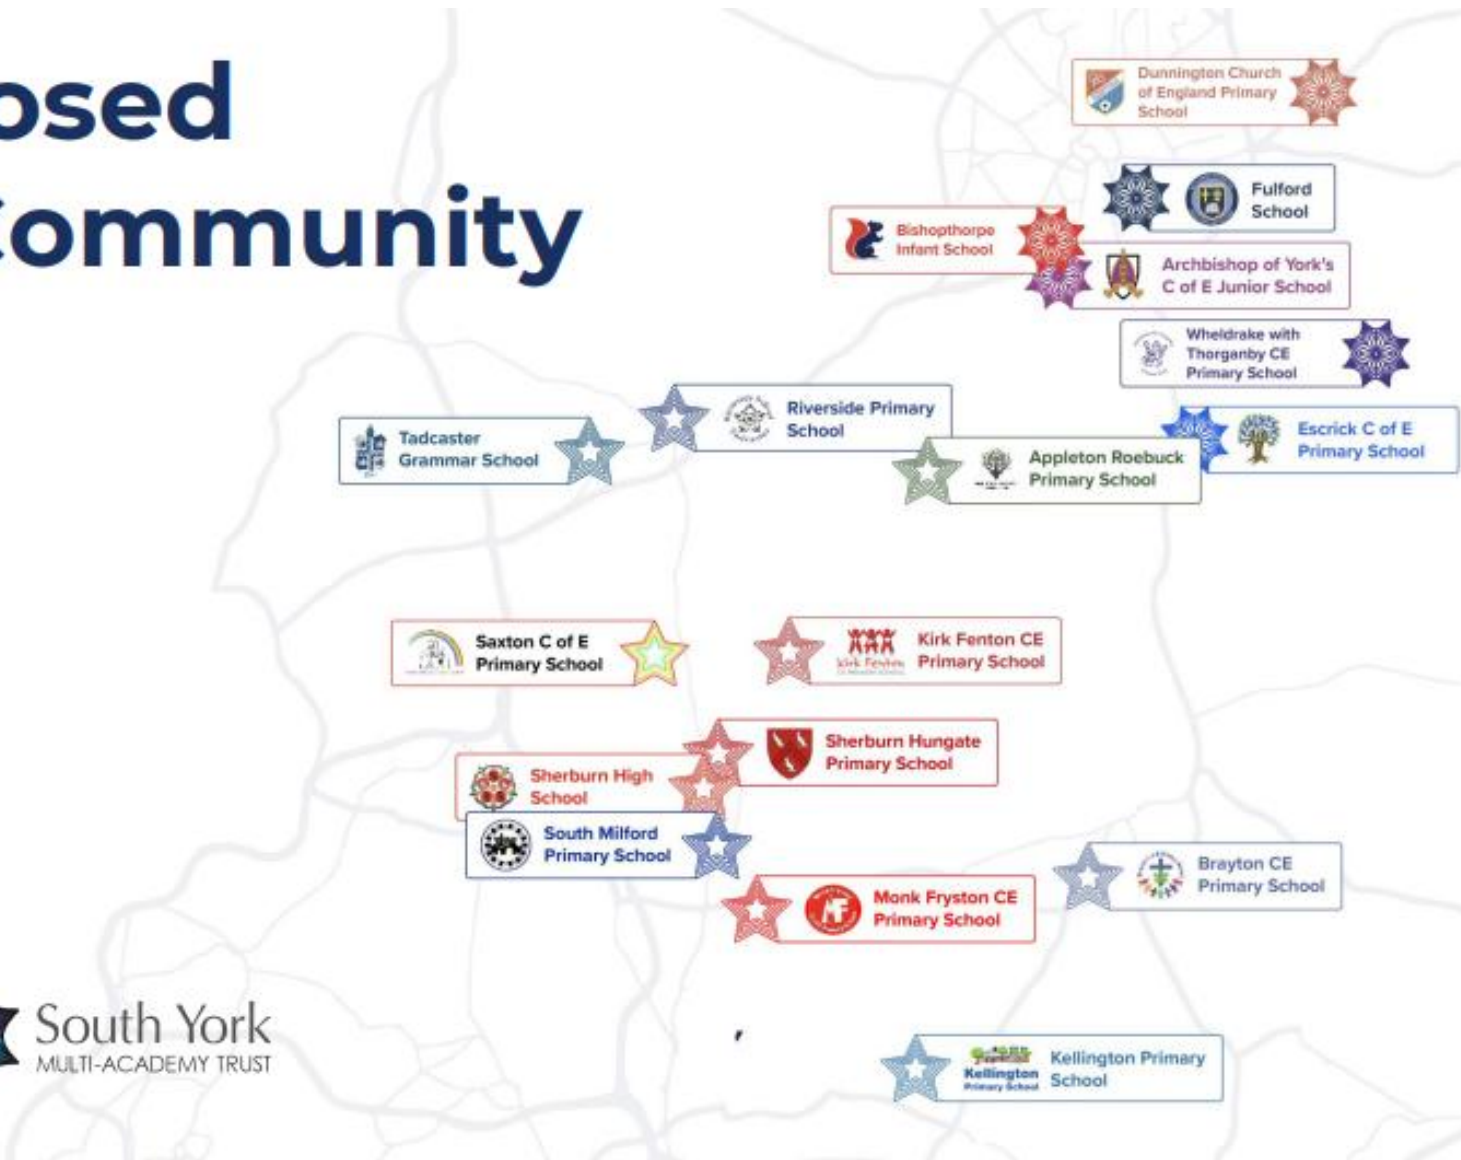 osed
Community
Dunnington Church
of England Primary
School
Fulford
School
Bishopthorpe
Infant School
Archbishop of York's
C of E Junior School
Wheldrake with
Thorganby CE
Primary School
Riverside Primary
School
Tadcaster
Grammar School
Escrick C of E
Primary School
Appleton Roebuck
Primary School
Saxton C of E
Primary School
Kirk Fenton
Kirk Fenton CE
Primary School
Sherburn Hungate
Primary School
Sherburn High
School
South Milford
Primary School
Brayton CE
Primary School
MF
Monk Fryston CE
Primary School
South York
MULTI-ACADEMY TRUST
,
Kellington
Primary School
Kellington Primary
School